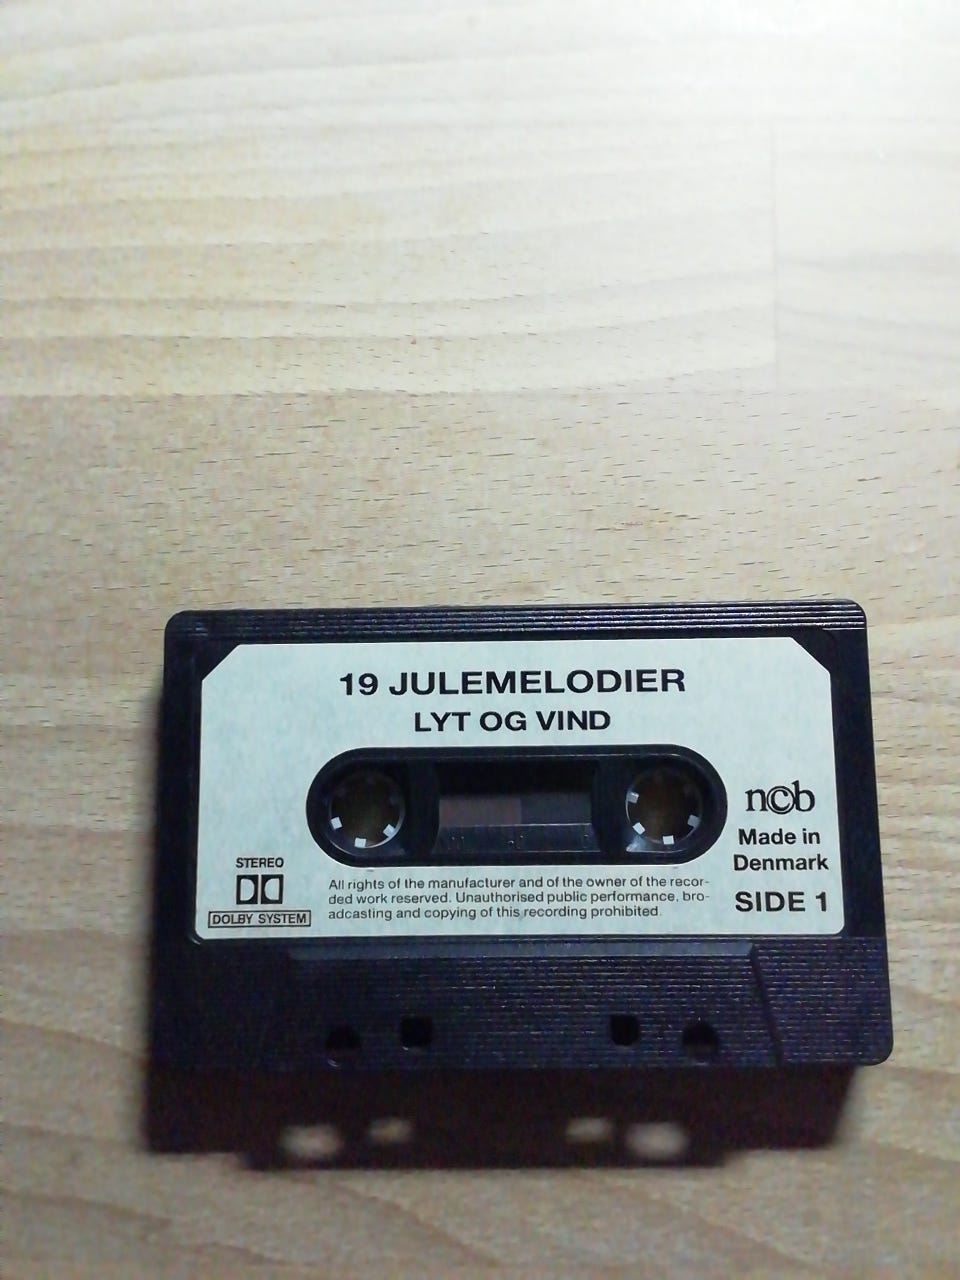 19 JULEMELODIER
LYT OG VIND
ncb
Made in
Denmark
SIDE 1
STEREO
DOLBY SYSTEM
All rights of the manufacturer and of the owner of the recor-
ded work reserved. Unauthorised public performance, bro-
adcasting and copying of this recording prohibited.